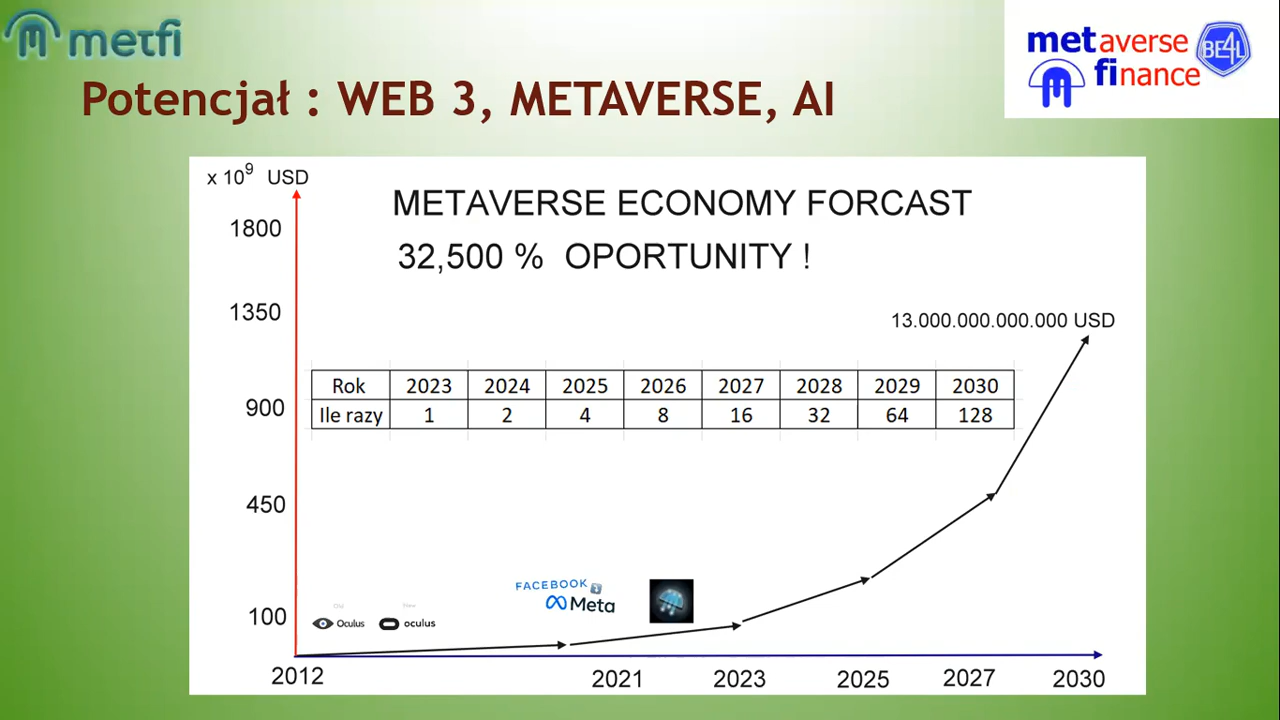 metfi
metaverse
finance
BE4L
Potencjał : WEB 3, METAVERSE, AI
x 10⁹ USD
METAVERSE ECONOMY FORCAST
32,500 % OPORTUNITY !
1800
1350
900
450
100
13.000.000.000.000 USD
Rok 2023 2024 2025 2026 2027 2028 2029 2030
Ile razy 1 2 4 8 16 32 64 128
FACEBOOK
Meta
Old
New
Oculus
oculus
2012 2021 2023 2025 2027 2030